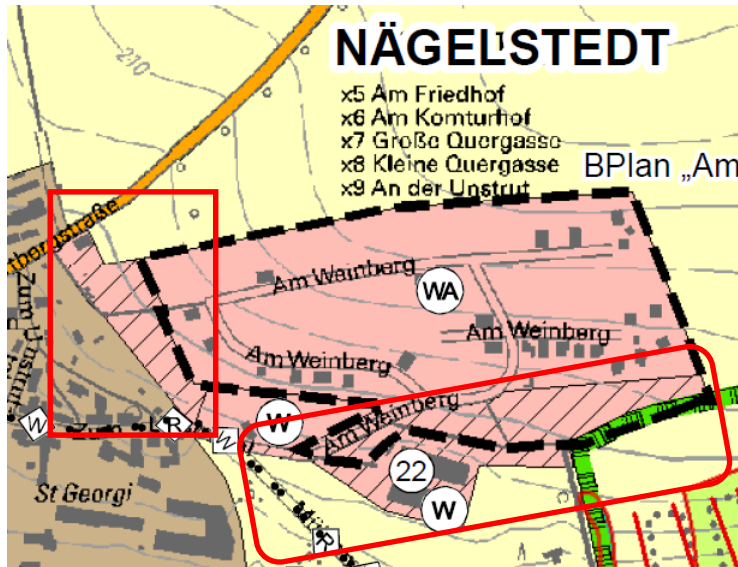 210
NÄGELSTEDT
x5 Am Friedhof
x6 Am Komturhof
x7 Große Quergasse
x8 Kleine Quergasse
x9 An der Unstrut
BPlan „Am
Am Weinberg
WA
Am Weinberg
Am Weinberg
Am Weinberg
W
W
Zum
R
W
22
W
St Georgi
R